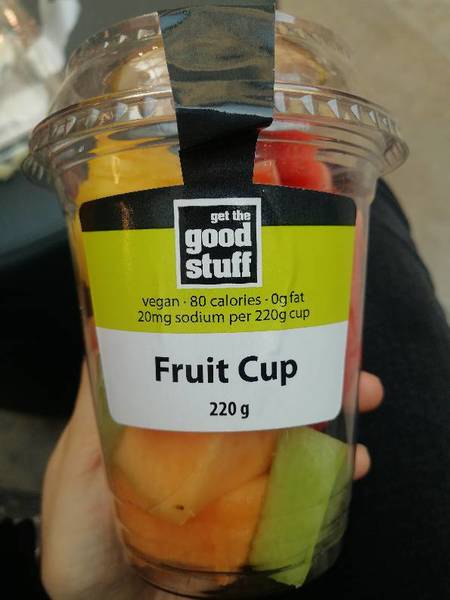 get the
good
stuff
vegan · 80 calories · 0g fat
20mg sodium per 220g cup
Fruit Cup
220 g